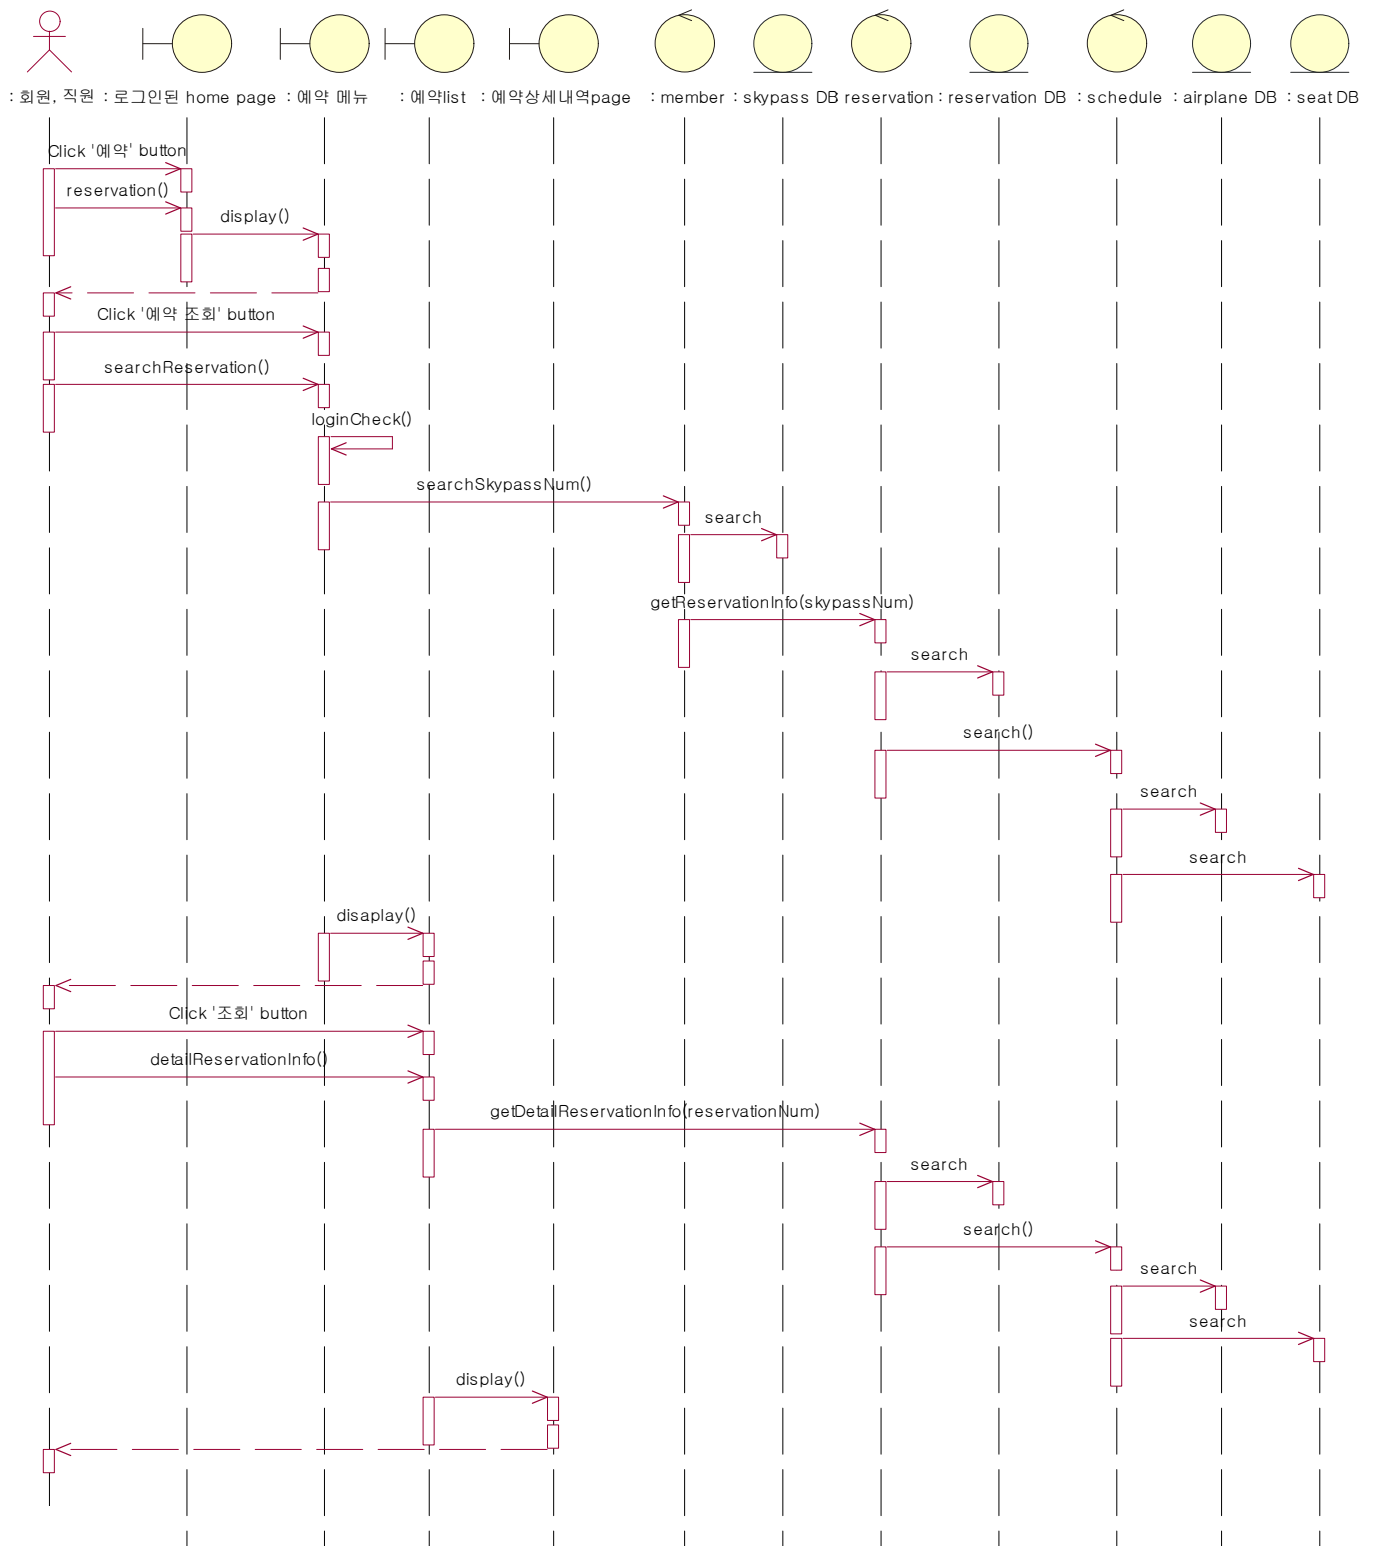 : 회원, 직원 : 로그인된 home page : 예약 메뉴 : 예약list : 예약상세내역page : member : skypass DB reservation : reservation DB : schedule : airplane DB : seat DB
Click '예약' button
reservation()
display()
Click '예약 조회' button
searchReservation()
loginCheck()
searchSkypassNum()
search
getReservationInfo(skypassNum)
search
search()
search
search
disaplay()
Click '조회' button
detailReservationInfo()
getDetailReservationInfo(reservationNum)
search
search()
search
search
display()